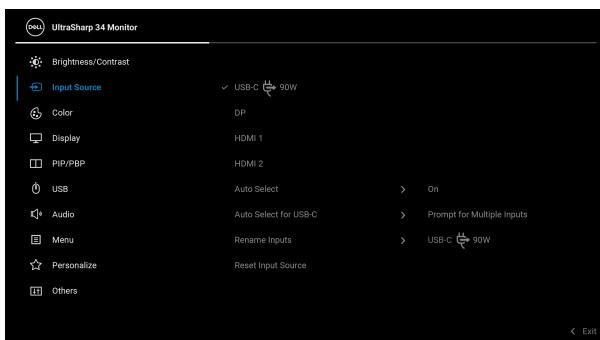 DELL UltraSharp 34 Monitor
Brightness/Contrast
Input Source USB-C 90W
Color DP
Display HDMI 1
PIP/PBP HDMI 2
USB Auto Select On
Audio Auto Select for USB-C Prompt for Multiple Inputs
Menu Rename Inputs USB-C 90W
Personalize Reset Input Source
Others
Exit